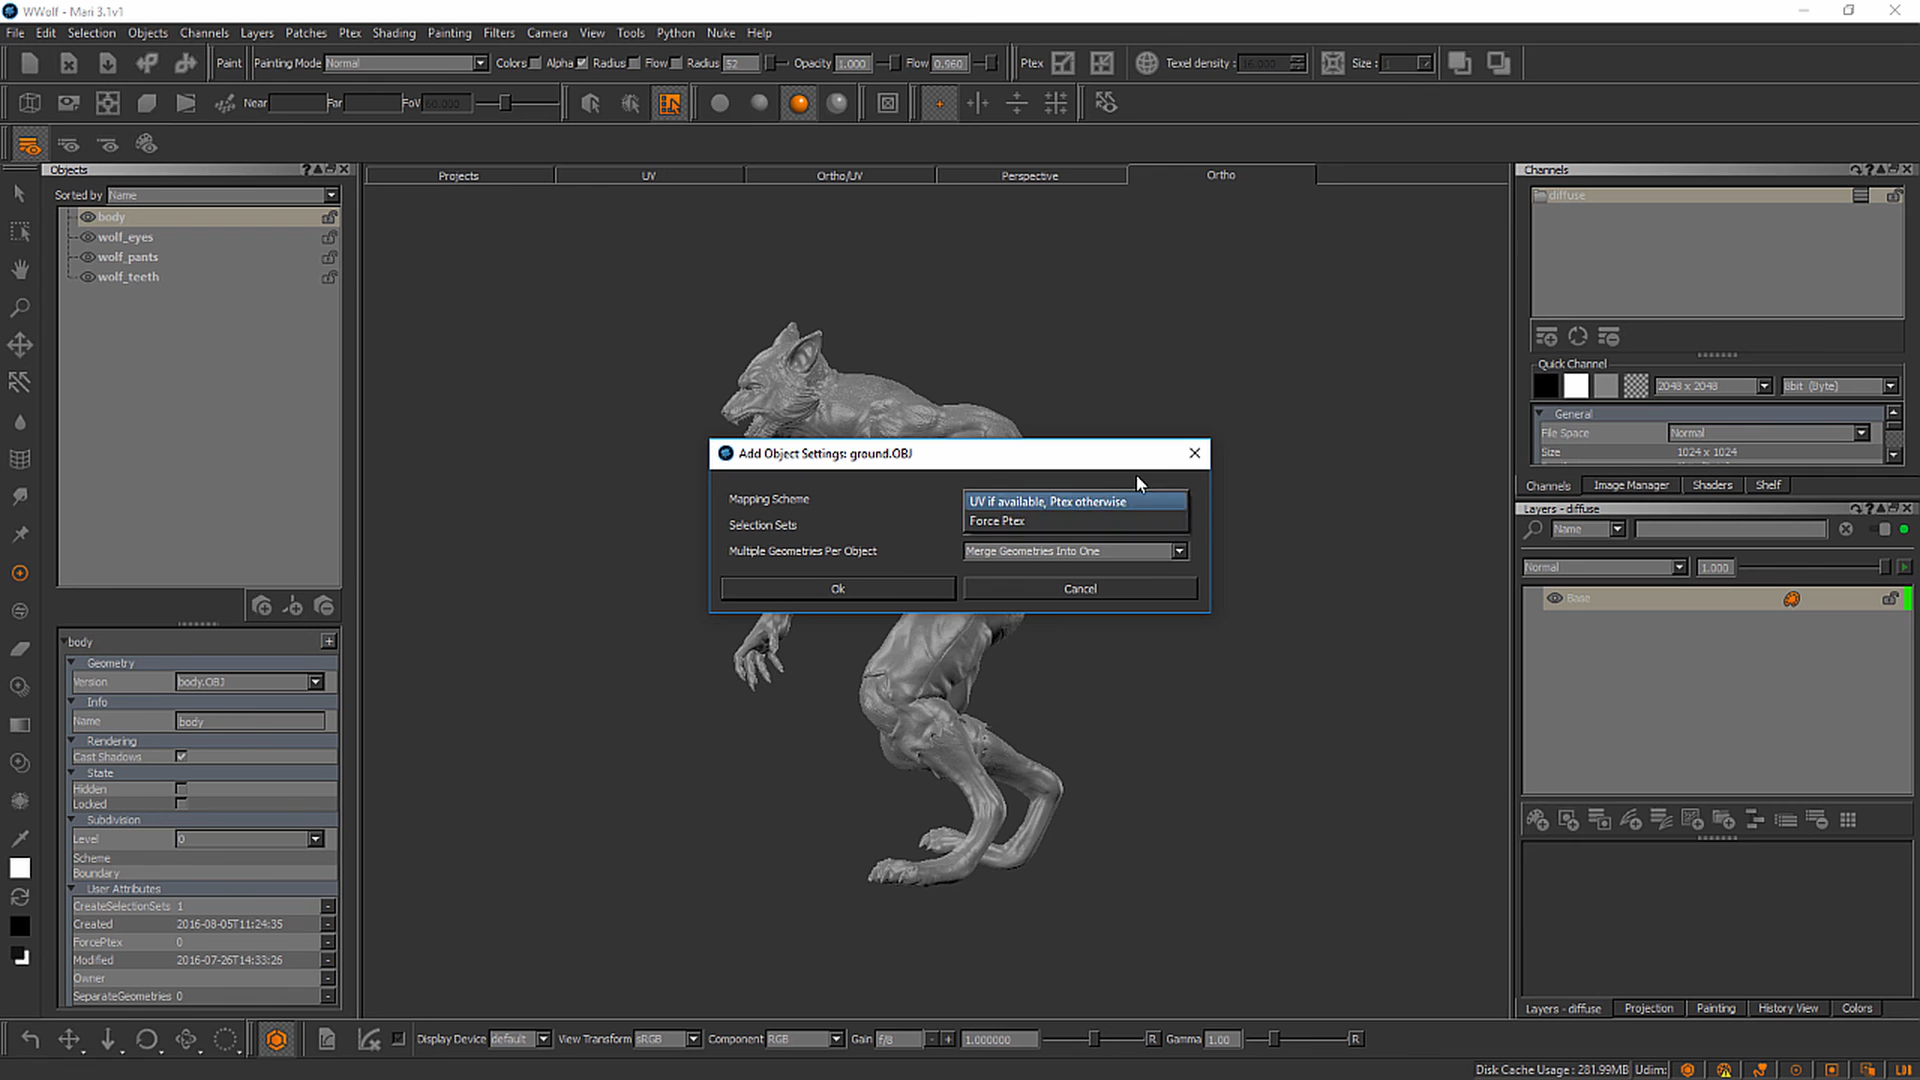 WWolf - Mari 3.1v1
File Edit Selection Objects Channels Layers Patches Ptex Shading Painting Filters Camera View Tools Python Nuke Help
Paint Painting Mode Normal Colors Alpha Radius Flow Radius 52 Opacity 1.000 Flow 0.960 Ptex Texel density : 16.000 Size : 1
Near Far FoV 60.000
Objects
Sorted by Name
body
wolf_eyes
wolf_pants
wolf_teeth
body
Geometry
Version body.OBJ
Info
Name body
Rendering
Cast Shadows
State
Hidden
Locked
Subdivision
Level 0
Scheme
Boundary
User Attributes
CreateSelectionSets 1
Created 2016-08-05T11:24:35
ForcePtex 0
Modified 2016-07-26T14:33:26
Owner
SeparateGeometries 0
Projects UV Ortho/UV Perspective Ortho
Add Object Settings: ground.OBJ
Mapping Scheme
UV if available, Ptex otherwise
Force Ptex
Selection Sets
Multiple Geometries Per Object Merge Geometries Into One
Ok Cancel
Channels
diffuse
Quick Channel
2048 x 2048 8bit (Byte)
General
File Space Normal
Size 1024 x 1024
Channels Image Manager Shaders Shelf
Layers - diffuse
Name
Normal 1.000
Base
Layers - diffuse Projection Painting History View Colors
Display Device default View Transform sRGB Component RGB Gain f/8 - + 1.000000 R Gamma 1.00 R
Disk Cache Usage : 281.99MB Udim: